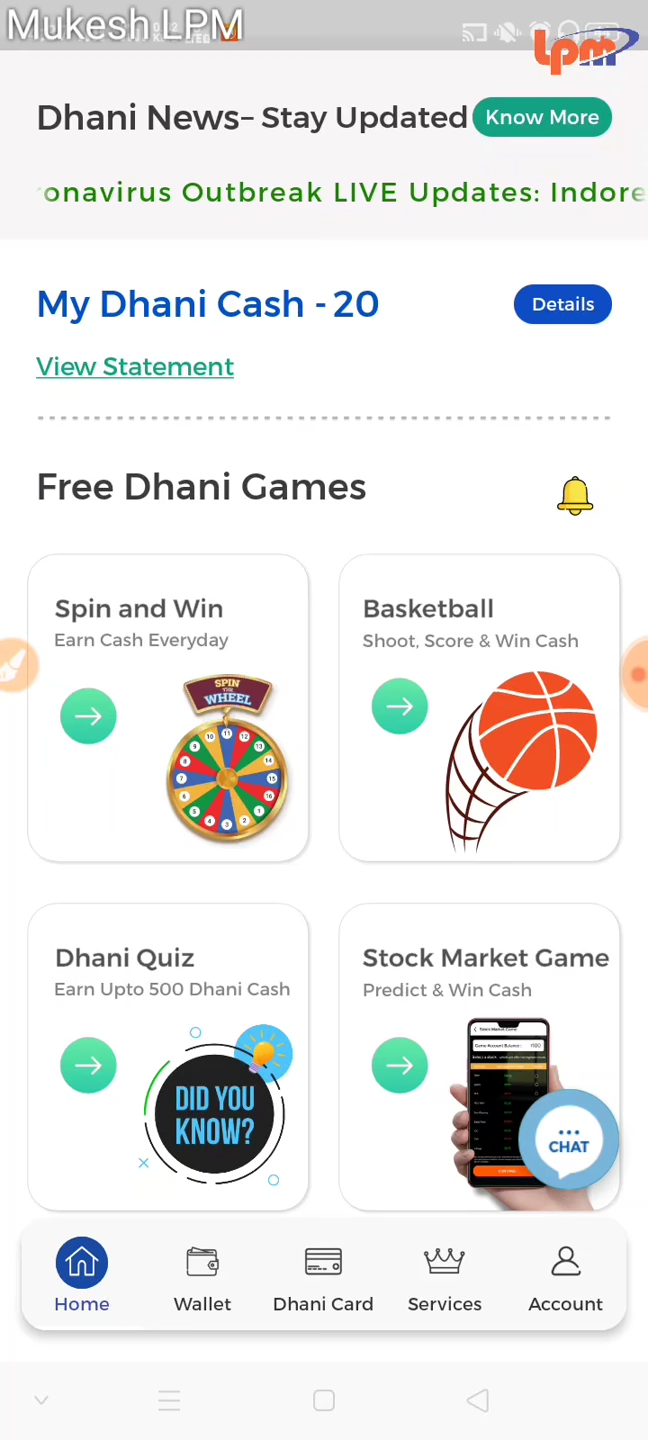 Mukesh LPM
Lpm
Dhani News– Stay Updated
Know More
onavirus Outbreak LIVE Updates: Indore
My Dhani Cash - 20
Details
View Statement
Free Dhani Games
Spin and Win
Earn Cash Everyday
SPIN
THE
WHEEL
Basketball
Shoot, Score & Win Cash
Dhani Quiz
Earn Upto 500 Dhani Cash
DID YOU
KNOW?
Stock Market Game
Predict & Win Cash
CHAT
Home
Wallet
Dhani Card
Services
Account